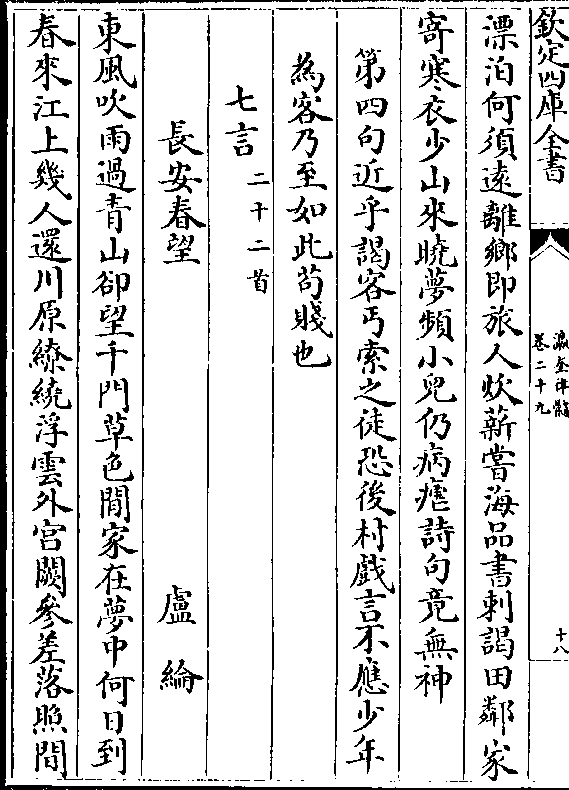 欽定四庫全書
瀛奎律髓
卷二十九
十八
漂泊何須遠離鄉即旅人炊薪嘗海品書刺謁田鄰家
寄寒衣少山來曉夢頻小兒仍病瘧詩句竟無神
第四句近乎謁客丐索之徒恐後村戲言不應少年
為客乃至如此苟賤也
七言二十二首
長安春望　盧綸
東風吹雨過青山卻望千門草色閒家在夢中何日到
春來江上幾人還川原繚繞浮雲外宮闕參差落照間